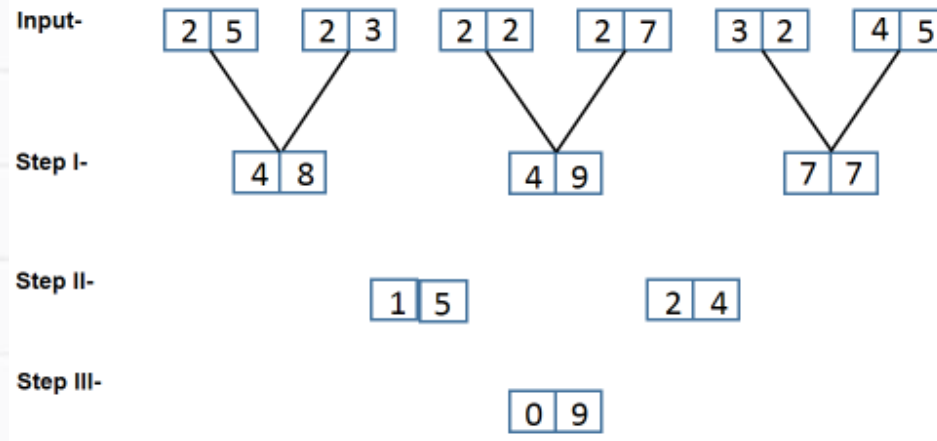 Input- 2 5 2 3 2 2 2 7 3 2 4 5
Step I- 4 8 4 9 7 7
Step II- 1 5 2 4
Step III- 0 9